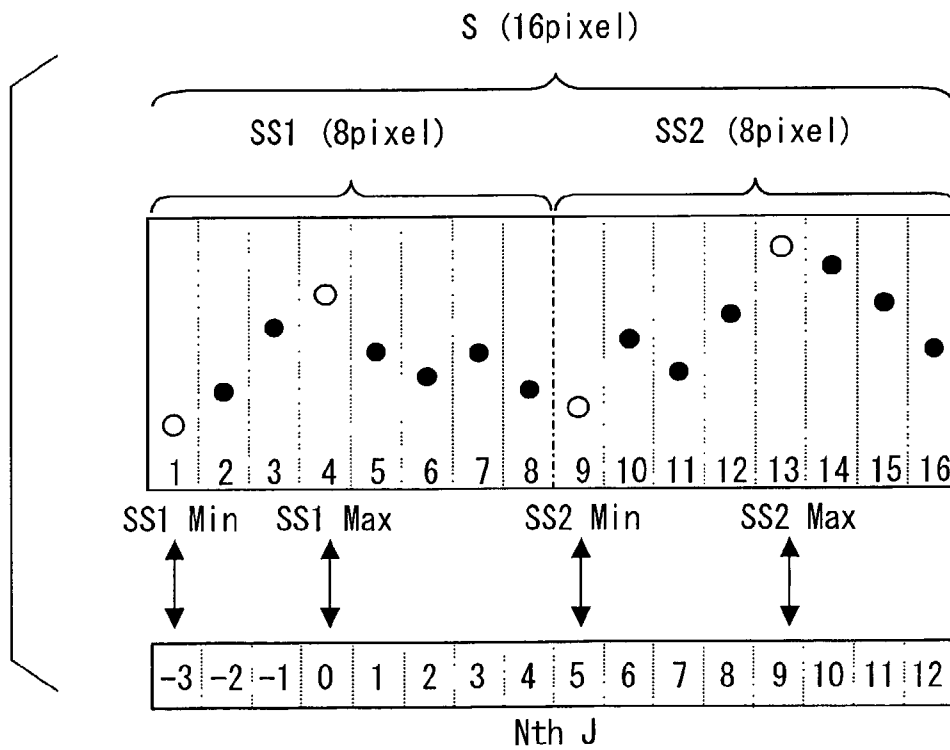 S (16pixel)
SS1 (8pixel) SS2 (8pixel)
1 2 3 4 5 6 7 8 9 10 11 12 13 14 15 16
SS1 Min SS1 Max SS2 Min SS2 Max
-3 -2 -1 0 1 2 3 4 5 6 7 8 9 10 11 12
Nth J